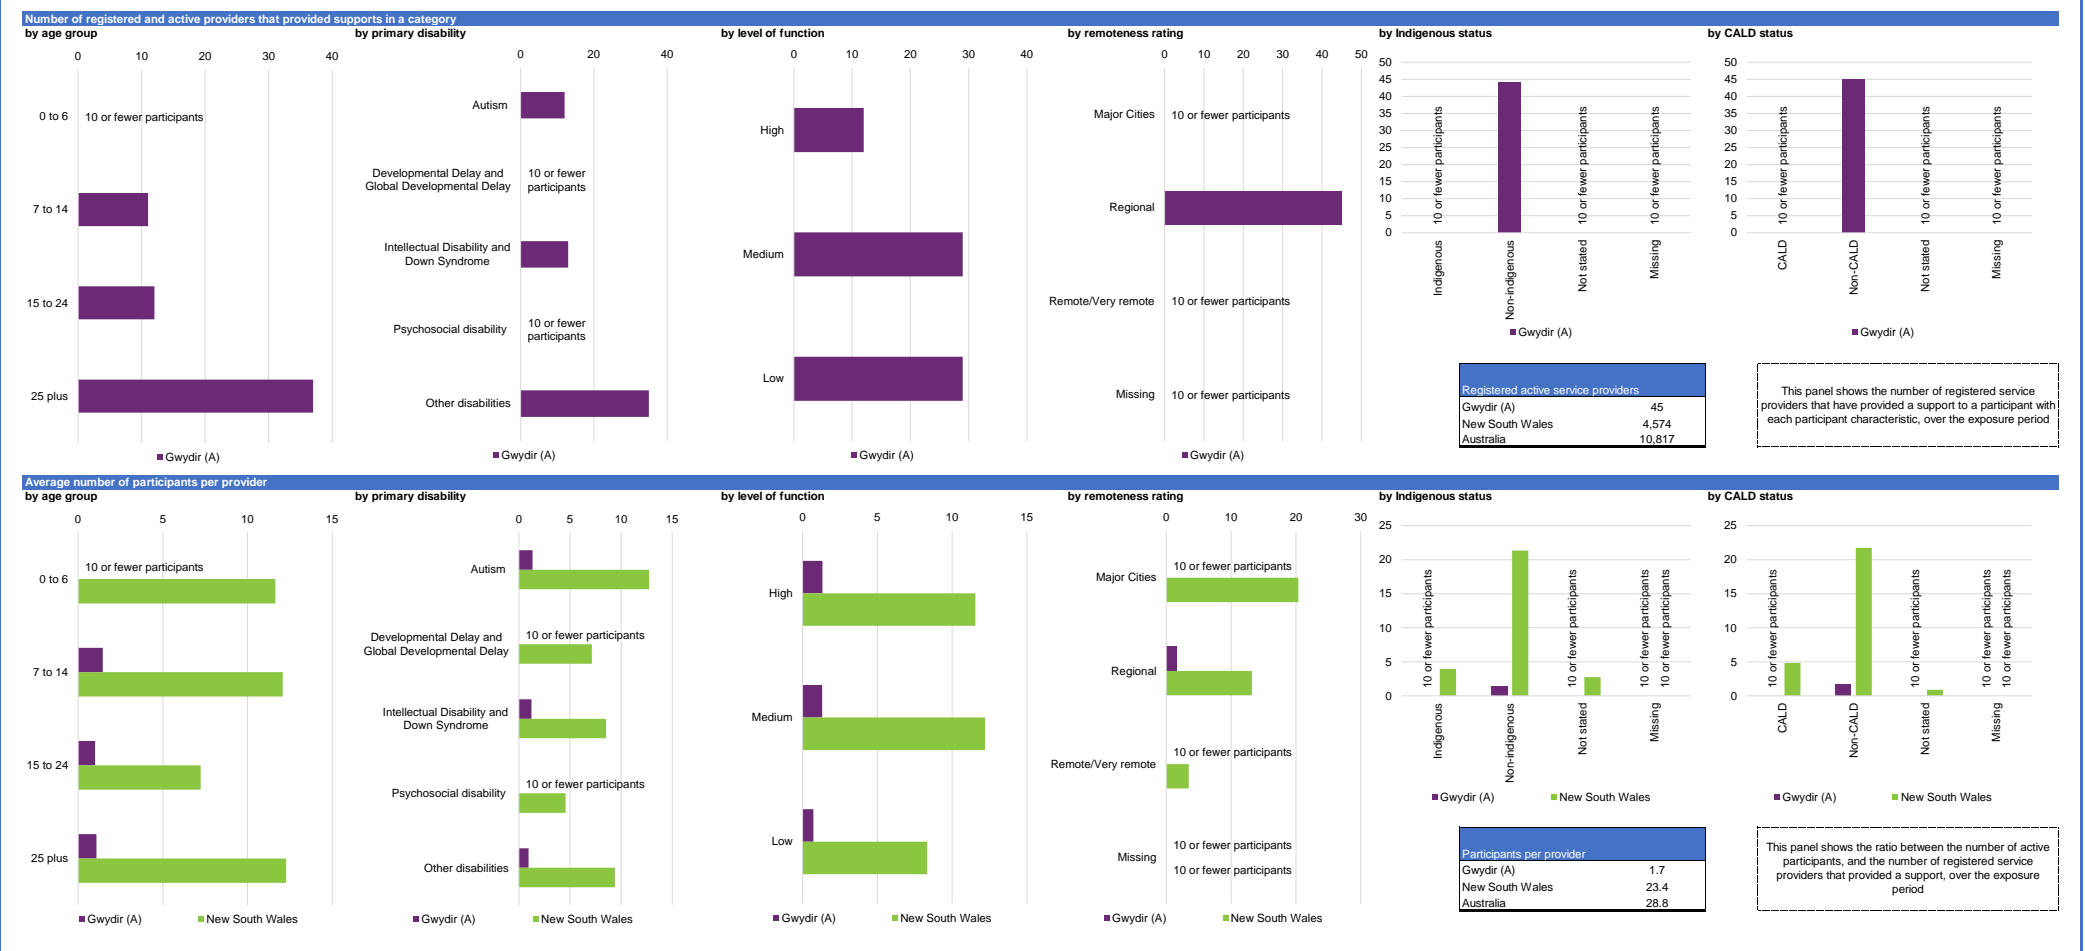 Number of registered and active providers that provided supports in a category
by age group
0 10 20 30 40
0 to 6
10 or fewer participants
7 to 14
15 to 24
25 plus
Gwydir (A)
by primary disability
0 20 40
Autism
Developmental Delay and
Global Developmental Delay
10 or fewer
participants
Intellectual Disability and
Down Syndrome
Psychosocial disability
10 or fewer
participants
Other disabilities
Gwydir (A)
by level of function
0 10 20 30 40
High
Medium
Low
Gwydir (A)
by remoteness rating
0 10 20 30 40 50
Major Cities
10 or fewer participants
Regional
Remote/Very remote
10 or fewer participants
Missing
10 or fewer participants
Gwydir (A)
by Indigenous status
50
45
40
35
30
25
20
15
10
5
0
10 or fewer participants
10 or fewer participants
10 or fewer participants
Indigenous
Non-indigenous
Not stated
Missing
Gwydir (A)
by CALD status
50
45
40
35
30
25
20
15
10
5
0
10 or fewer participants
10 or fewer participants
10 or fewer participants
CALD
Non-CALD
Not stated
Missing
Gwydir (A)
Registered active service providers
Gwydir (A) 45
New South Wales 4,574
Australia 10,817
This panel shows the number of registered service
providers that have provided a support to a participant with
each participant characteristic, over the exposure period
Average number of participants per provider
by age group
0 5 10 15
0 to 6
10 or fewer participants
7 to 14
15 to 24
25 plus
Gwydir (A) New South Wales
by primary disability
0 5 10 15
Autism
Developmental Delay and
Global Developmental Delay
10 or fewer participants
Intellectual Disability and
Down Syndrome
Psychosocial disability
10 or fewer participants
Other disabilities
Gwydir (A) New South Wales
by level of function
0 5 10 15
High
Medium
Low
Gwydir (A) New South Wales
by remoteness rating
0 10 20 30
Major Cities
10 or fewer participants
Regional
Remote/Very remote
10 or fewer participants
Missing
10 or fewer participants
10 or fewer participants
Gwydir (A) New South Wales
by Indigenous status
25
20
15
10
5
0
10 or fewer participants
10 or fewer participants
10 or fewer participants
10 or fewer participants
Indigenous
Non-indigenous
Not stated
Missing
Gwydir (A) New South Wales
by CALD status
25
20
15
10
5
0
10 or fewer participants
10 or fewer participants
10 or fewer participants
10 or fewer participants
CALD
Non-CALD
Not stated
Missing
Gwydir (A) New South Wales
Participants per provider
Gwydir (A) 1.7
New South Wales 23.4
Australia 28.8
This panel shows the ratio between the number of active
participants, and the number of registered service
providers that provided a support, over the exposure
period